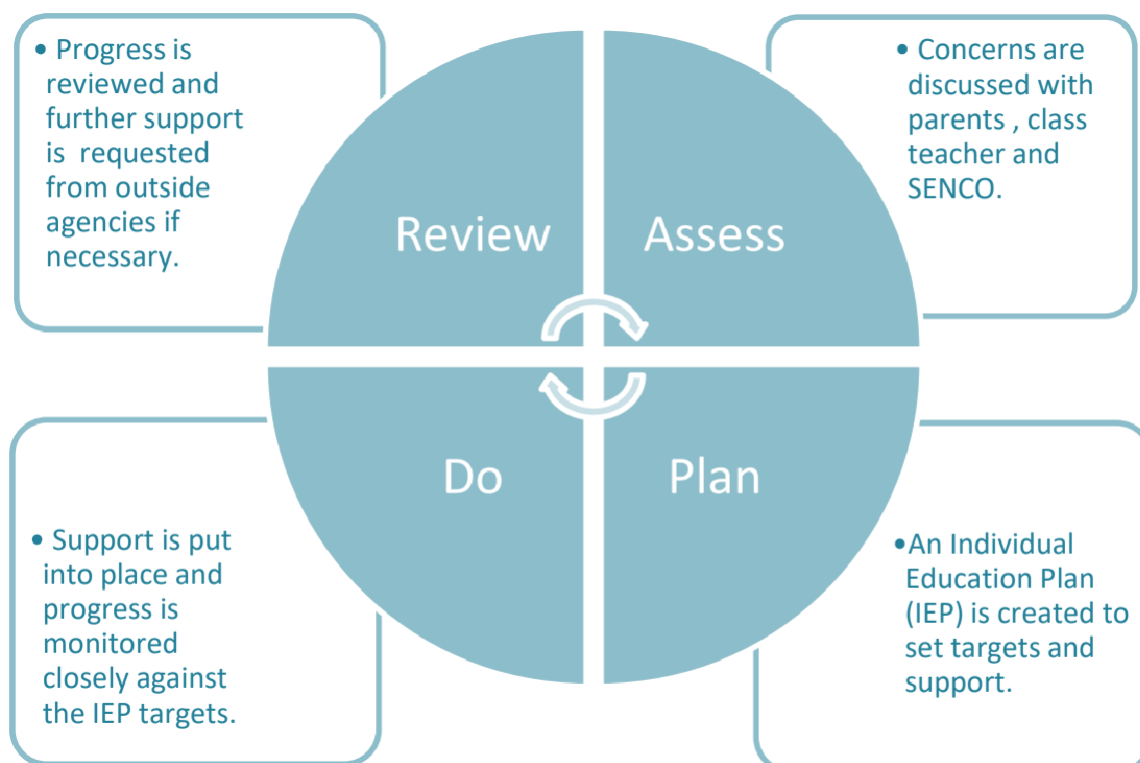 • Progress is
reviewed and
further support
is requested
from outside
agencies if
necessary.
• Concerns are
discussed with
parents , class
teacher and
SENCO.
Review
Assess
Do
Plan
• Support is put
into place and
progress is
monitored
closely against
the IEP targets.
•An Individual
Education Plan
(IEP) is created to
set targets and
support.